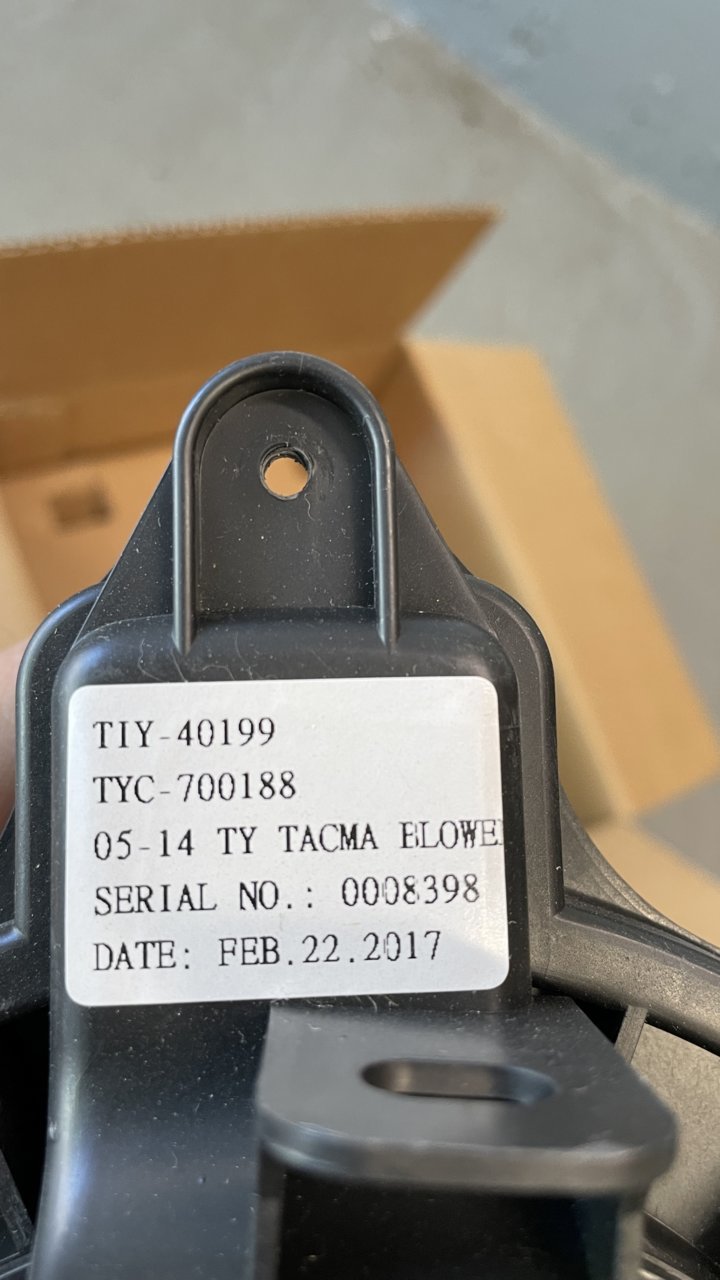 TIY-40199
TYC-700188
05-14 TY TACMA BLOWE
SERIAL NO.: 0008398
DATE: FEB.22.2017